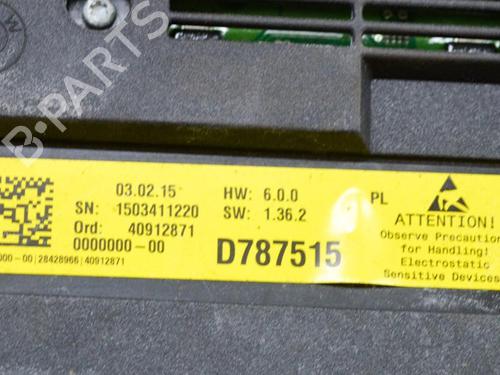 B-PARTS
03.02.15
SN: 1503411220
Ord: 40912871
0000000-00
HW: 6.0.0
SW: 1.36.2
D787515
PL
ATTENTION!
Observe Precaution
for Handling!
Electrostatic
Sensitive Devices
000-00|28428966|40912871